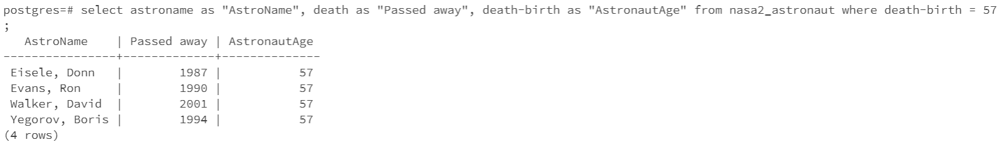 postgres=# select astroname as "AstroName", death as "Passed away", death-birth as "AstronautAge" from nasa2_astronaut where death-birth = 57
;
   AstroName    | Passed away | AstronautAge
----------------+-------------+--------------
 Eisele, Donn   |        1987 |           57
 Evans, Ron     |        1990 |           57
 Walker, David  |        2001 |           57
 Yegorov, Boris |        1994 |           57
(4 rows)